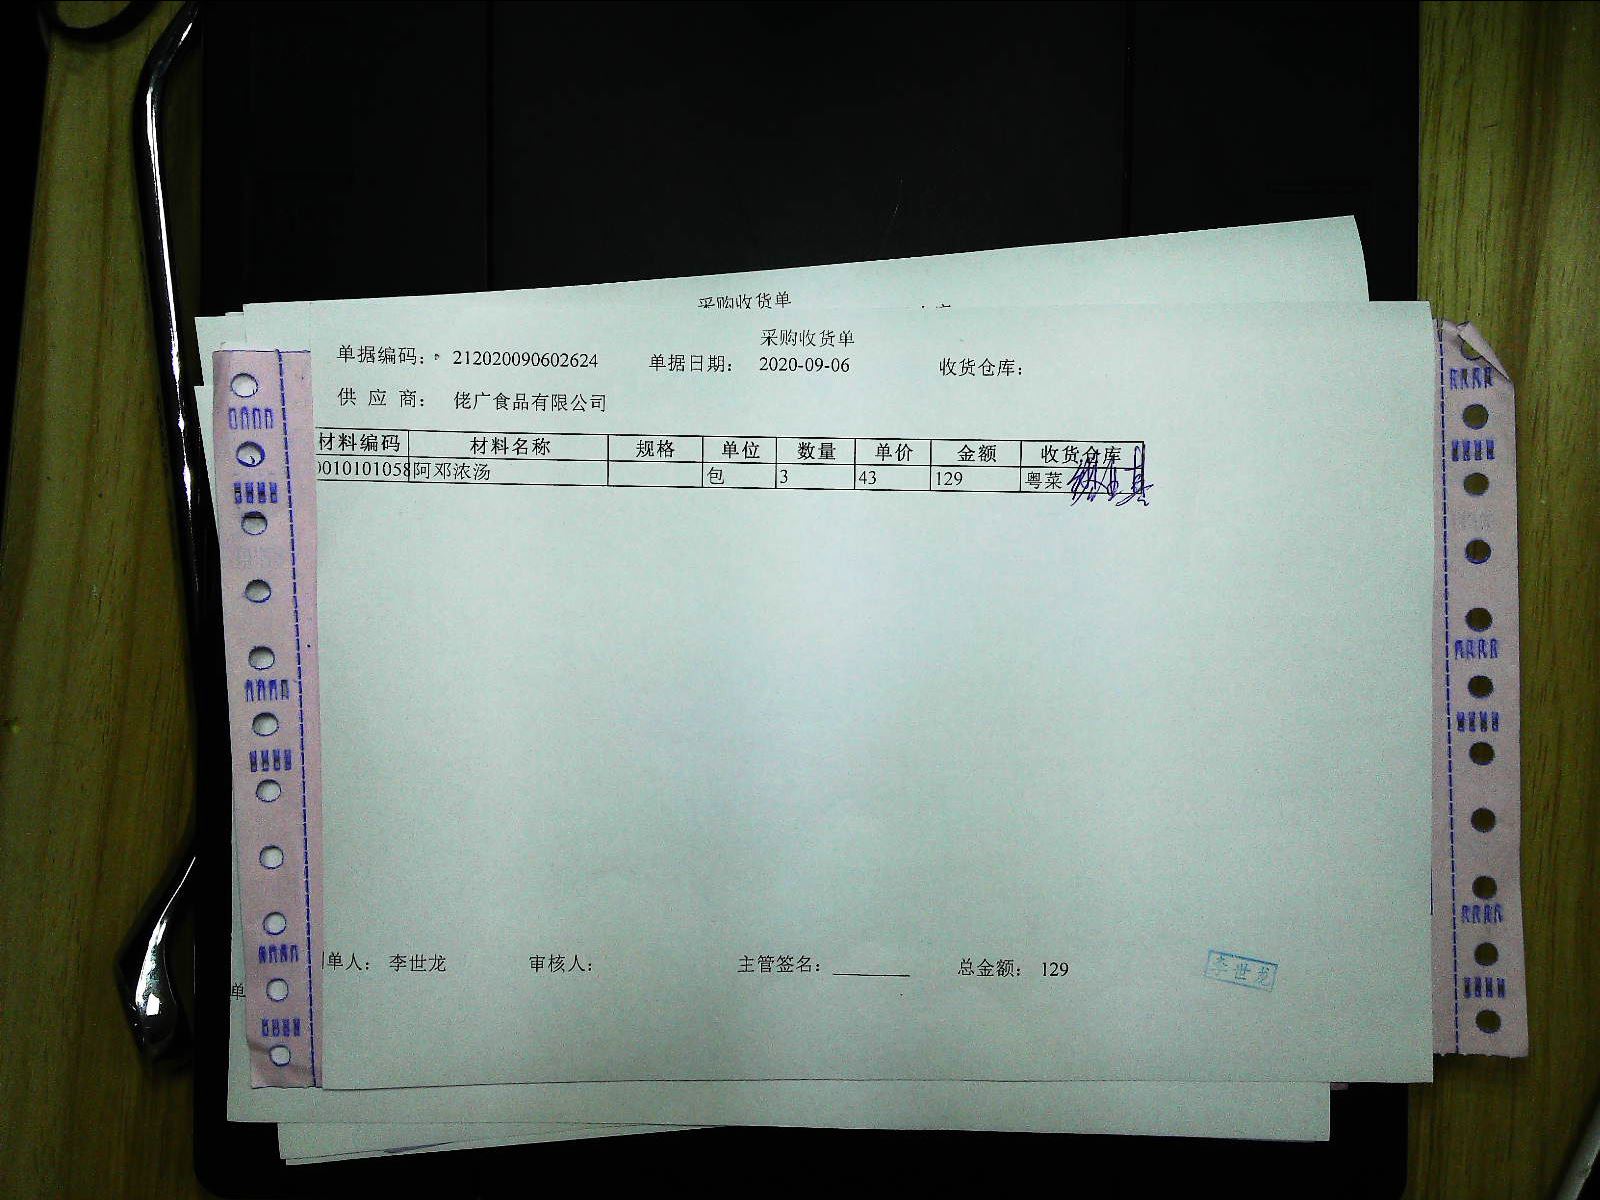 采购收货单
采购收货单
单据编码: 212020090602624 单据日期: 2020-09-06 收货仓库:
供 应 商: 佬广食品有限公司
材料编码 材料名称 规格 单位 数量 单价 金额 收货仓库
0010101058 阿邓浓汤 包 3 43 129 粤菜
单人: 李世龙 审核人: 主管签名: ________ 总金额: 129
李世龙
单